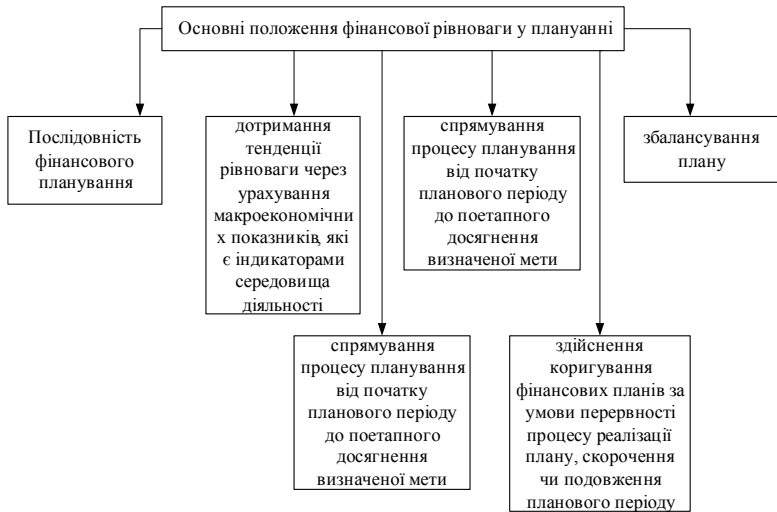 Основні положення фінансової рівноваги у плануанні
Послідовність
фінансового
планування
дотримання
тенденції
рівноваги через
урахування
макроекономічни
х показників, які
є індикаторами
середовища
діяльності
спрямування
процесу планування
від початку
планового періоду
до поетапного
досягнення
визначеної мети
збалансування
плану
спрямування
процесу планування
від початку
планового періоду
до поетапного
досягнення
визначеної мети
здійснення
коригування
фінансових планів за
умови перервності
процесу реалізації
плану, скорочення
чи подовження
планового періоду